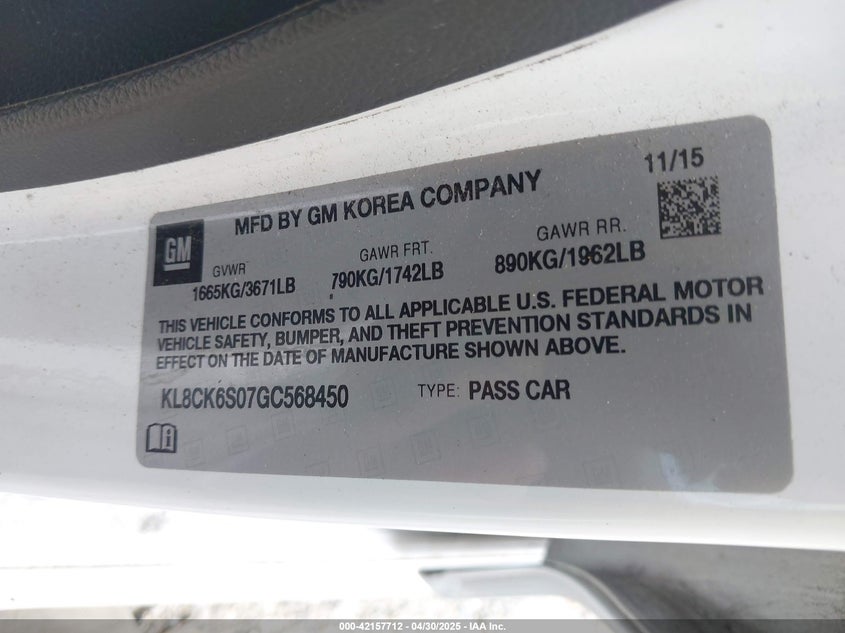 11/15
MFD BY GM KOREA COMPANY
GM
GVWR GAWR FRT. GAWR RR.
1665KG/3671LB 790KG/1742LB 890KG/1962LB
THIS VEHICLE CONFORMS TO ALL APPLICABLE U.S. FEDERAL MOTOR
VEHICLE SAFETY, BUMPER, AND THEFT PREVENTION STANDARDS IN
EFFECT ON THE DATE OF MANUFACTURE SHOWN ABOVE.
KL8CK6S07GC568450 TYPE: PASS CAR
000-42157712 - 04/30/2025 - IAA Inc.